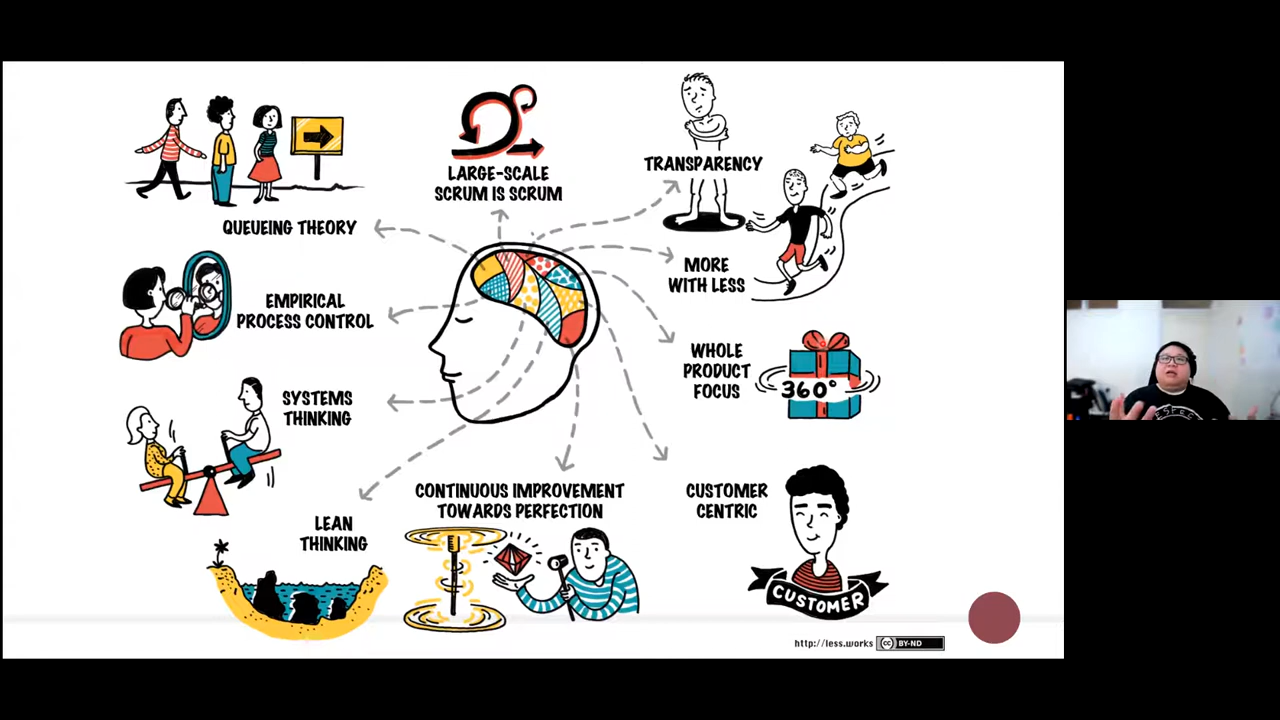 LARGE-SCALE
SCRUM IS SCRUM
TRANSPARENCY
QUEUEING THEORY
MORE
WITH LESS
EMPIRICAL
PROCESS CONTROL
WHOLE
PRODUCT
FOCUS
360°
SYSTEMS
THINKING
CONTINUOUS IMPROVEMENT
TOWARDS PERFECTION
CUSTOMER
CENTRIC
LEAN
THINKING
CUSTOMER
http://less.works
cc BY-ND